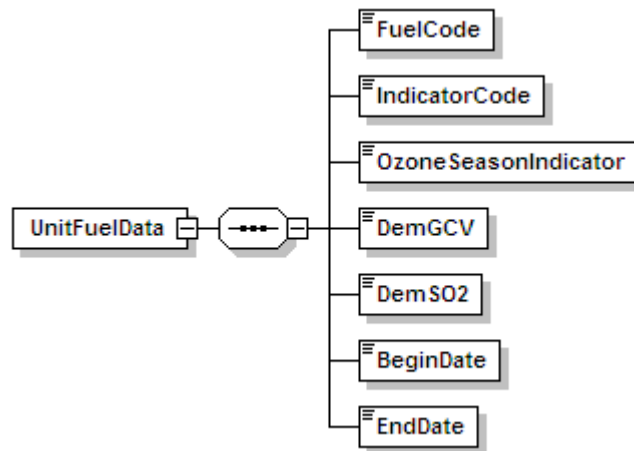 FuelCode
IndicatorCode
OzoneSeasonIndicator
UnitFuelData
DemGCV
DemSO2
BeginDate
EndDate